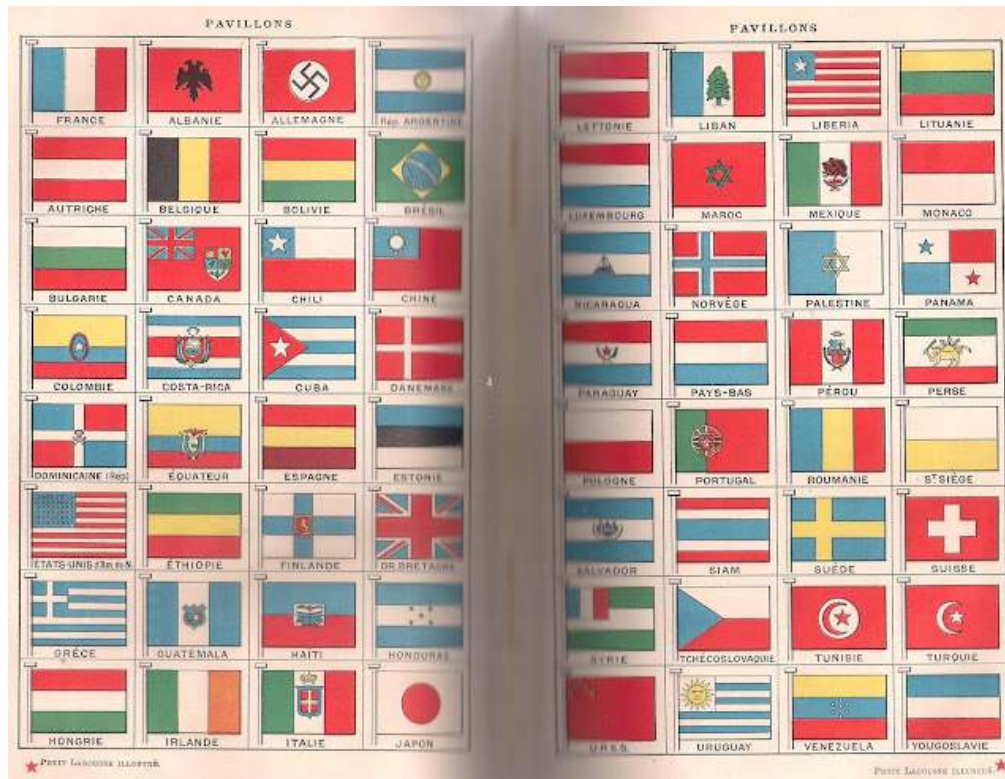 PAVILLONS
FRANCE ALBANIE ALLEMAGNE Rép. ARGENTINE
AUTRICHE BELGIQUE BOLIVIE BRÉSIL
BULGARIE CANADA CHILI CHINE
COLOMBIE COSTA-RICA CUBA DANEMARK
DOMINICAINE (Rép) ÉQUATEUR ESPAGNE ESTONIE
ÉTATS-UNIS d'Am. du N. ÉTHIOPIE FINLANDE GR. BRETAGNE
GRÈCE GUATEMALA HAITI HONDURAS
HONGRIE IRLANDE ITALIE JAPON
PETIT LAROUSSE ILLUSTRÉ.
PAVILLONS
LETTONIE LIBAN LIBERIA LITUANIE
LUXEMBOURG MAROC MEXIQUE MONACO
NICARAGUA NORVÈGE PALESTINE PANAMA
PARAGUAY PAYS-BAS PÉROU PERSE
POLOGNE PORTUGAL ROUMANIE ST SIÈGE
SALVADOR SIAM SUÈDE SUISSE
SYRIE TCHÉCOSLOVAQUIE TUNISIE TURQUIE
U.R.S.S. URUGUAY VENEZUELA YOUGOSLAVIE
PETIT LAROUSSE ILLUSTRÉ.